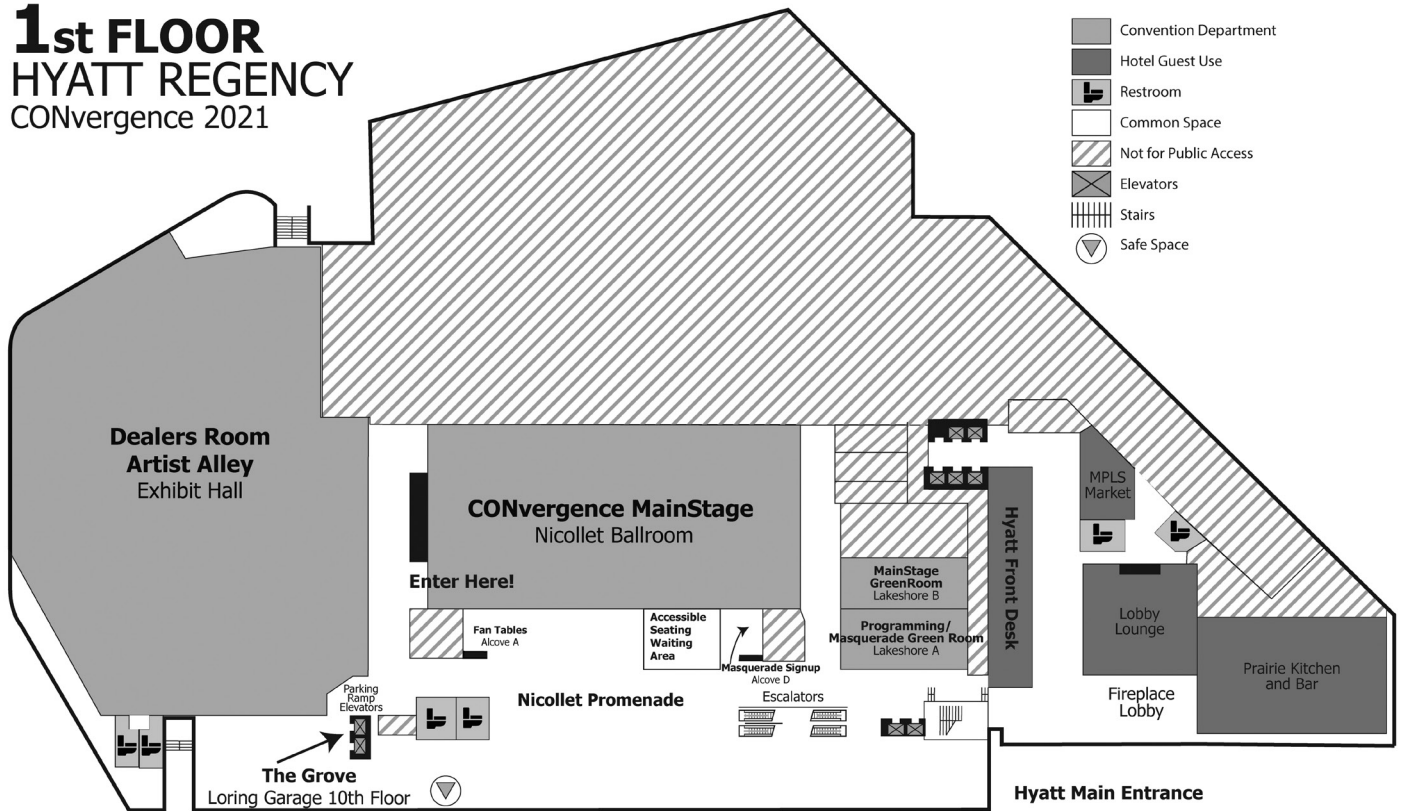 1st FLOOR
HYATT REGENCY
CONvergence 2021
Convention Department
Hotel Guest Use
Restroom
Common Space
Not for Public Access
Elevators
Stairs
Safe Space
Dealers Room
Artist Alley
Exhibit Hall
CONvergence MainStage
Nicollet Ballroom
Enter Here!
MPLS
Market
Hyatt Front Desk
MainStage
GreenRoom
Lakeshore B
Programming/
Masquerade Green Room
Lakeshore A
Fan Tables
Alcove A
Accessible
Seating
Waiting
Area
Masquerade Signup
Alcove D
Lobby
Lounge
Prairie Kitchen
and Bar
Parking
Ramp
Elevators
Nicollet Promenade
Escalators
Fireplace
Lobby
The Grove
Loring Garage 10th Floor
Hyatt Main Entrance